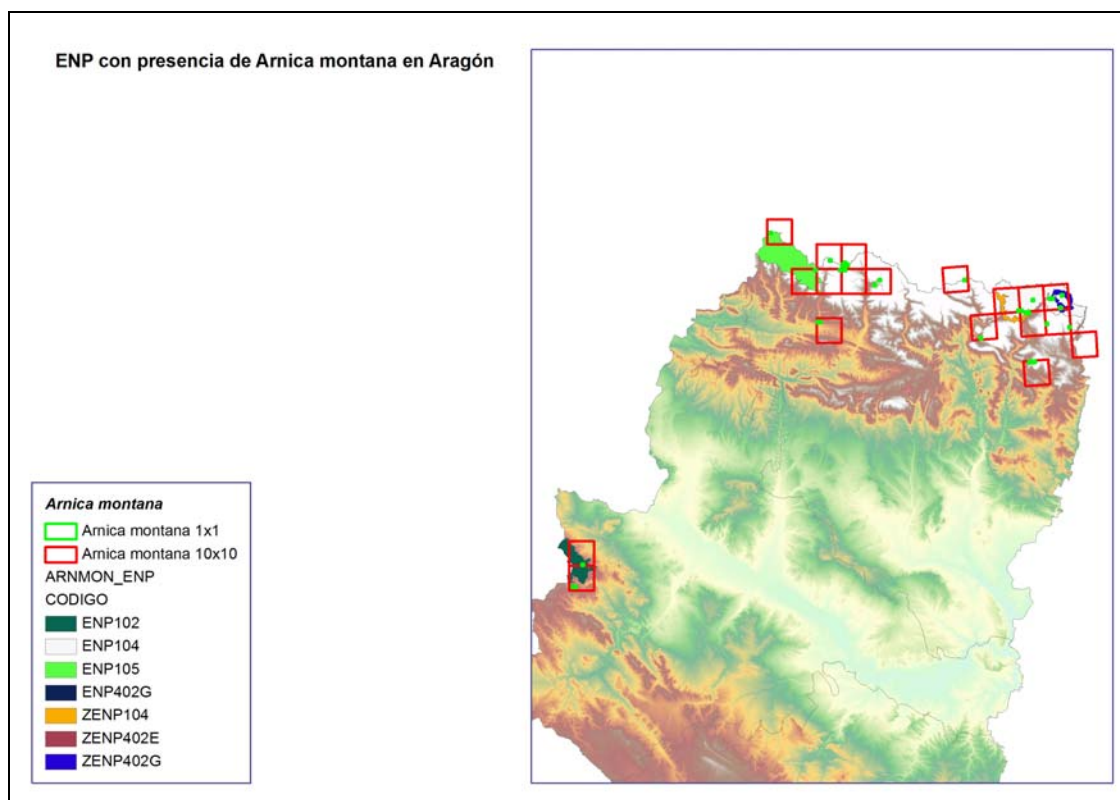 ENP con presencia de Arnica montana en Aragón
Arnica montana
Arnica montana 1x1
Arnica montana 10x10
ARNMON_ENP
CODIGO
ENP102
ENP104
ENP105
ENP402G
ZENP104
ZENP402E
ZENP402G